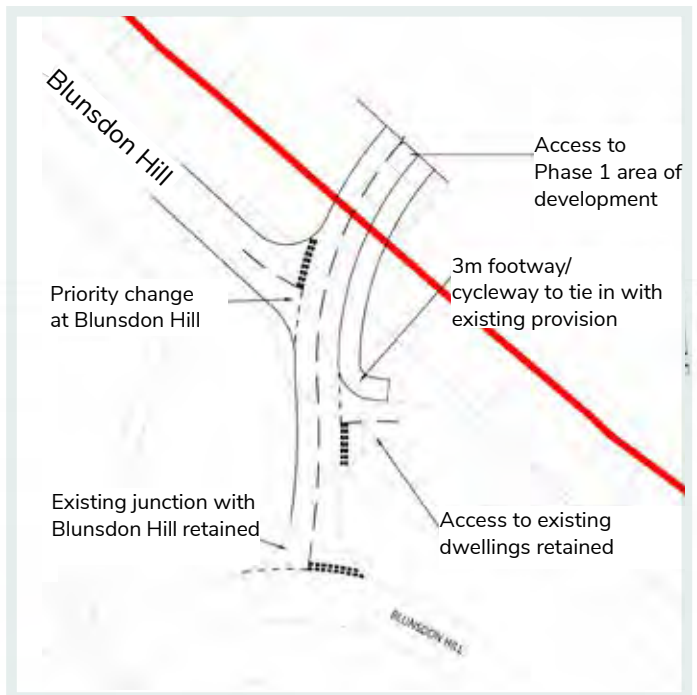 Blunsdon Hill
Access to
Phase 1 area of
development
3m footway/
cycleway to tie in with
existing provision
Priority change
at Blunsdon Hill
Existing junction with
Blunsdon Hill retained
Access to existing
dwellings retained
BLUNSDON HILL